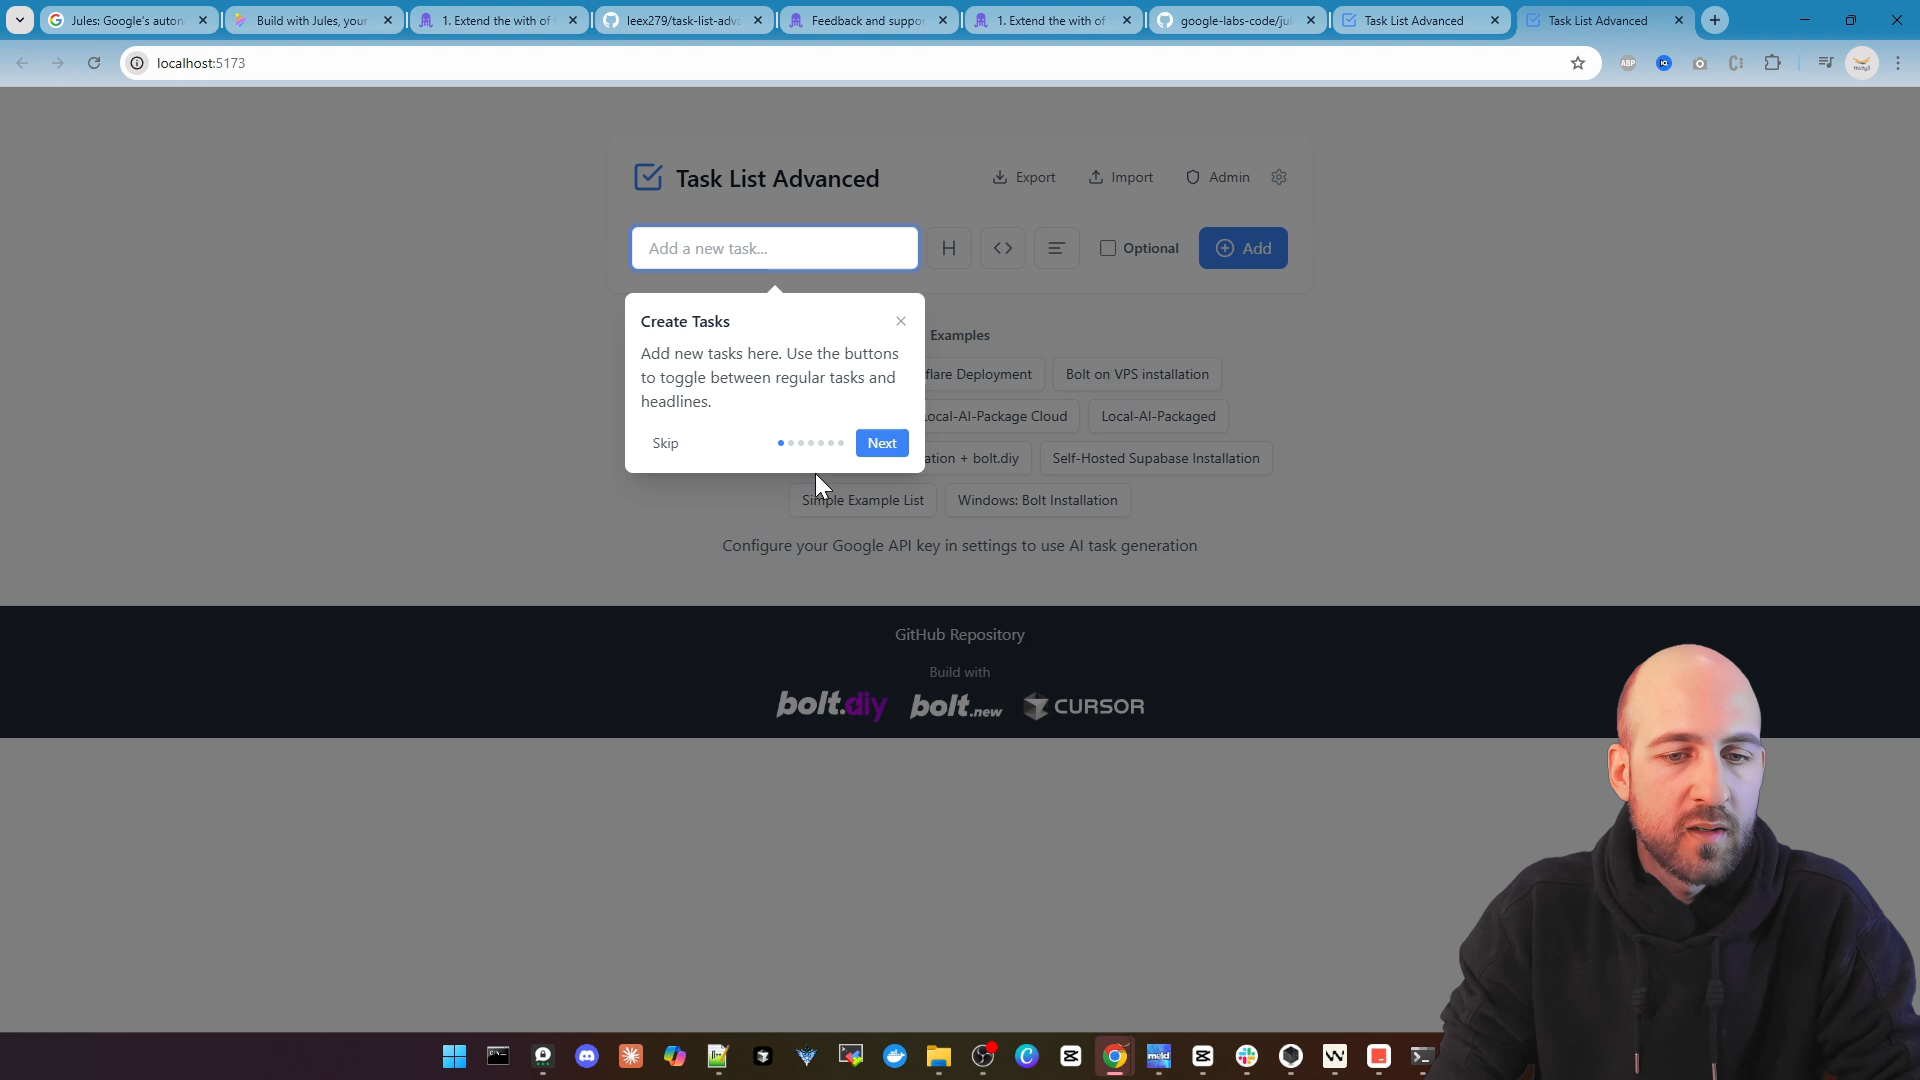 Jules: Google's auton
Build with Jules, your
1. Extend the with of
leex279/task-list-adva
Feedback and suppo
1. Extend the with of
google-labs-code/jul
Task List Advanced
Task List Advanced
localhost:5173
ABP
Task List Advanced
Export
Import
Admin
Add a new task...
H
<>
Optional
Add
Create Tasks
Add new tasks here. Use the buttons
to toggle between regular tasks and
headlines.
Skip
Next
Examples
flare Deployment
Bolt on VPS installation
Local-AI-Package Cloud
Local-AI-Packaged
ation + bolt.diy
Self-Hosted Supabase Installation
Simple Example List
Windows: Bolt Installation
Configure your Google API key in settings to use AI task generation
GitHub Repository
Build with
bolt.diy
bolt.new
CURSOR
meld